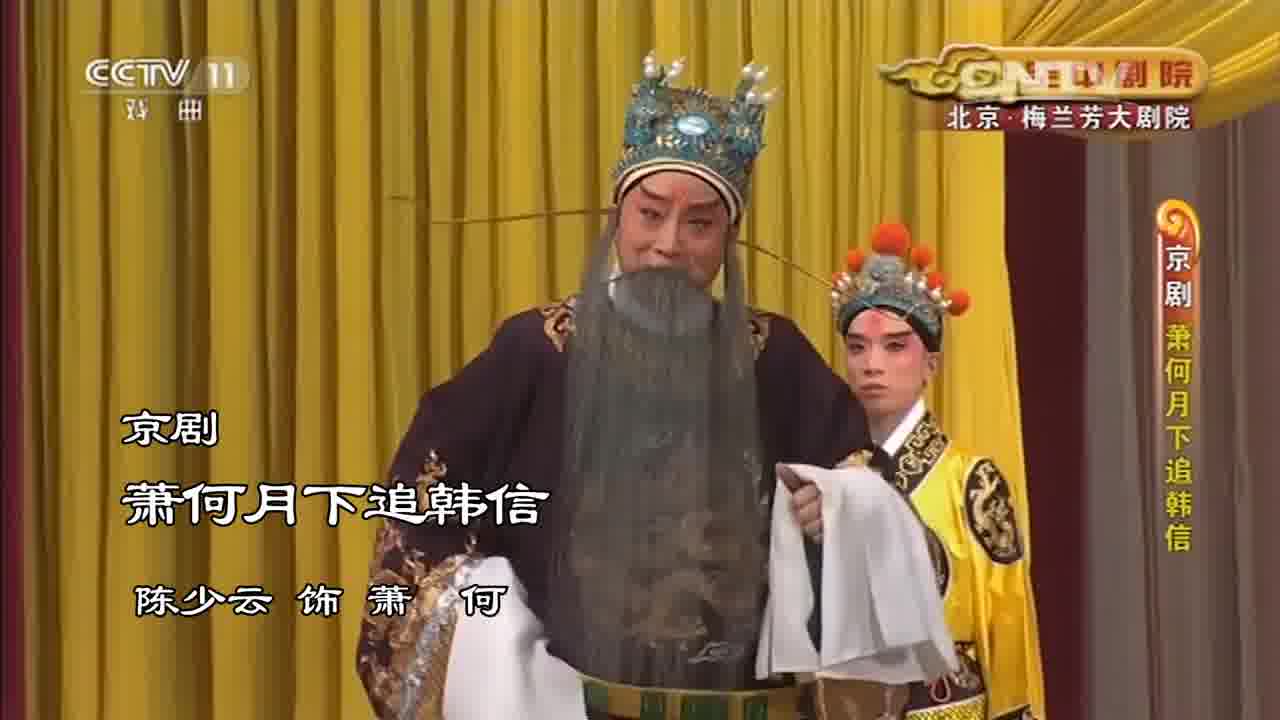 CCTV 11
戏曲
空中剧院
CNTV
北京·梅兰芳大剧院
京剧 萧何月下追韩信
京剧
萧何月下追韩信
陈少云 饰 萧 何